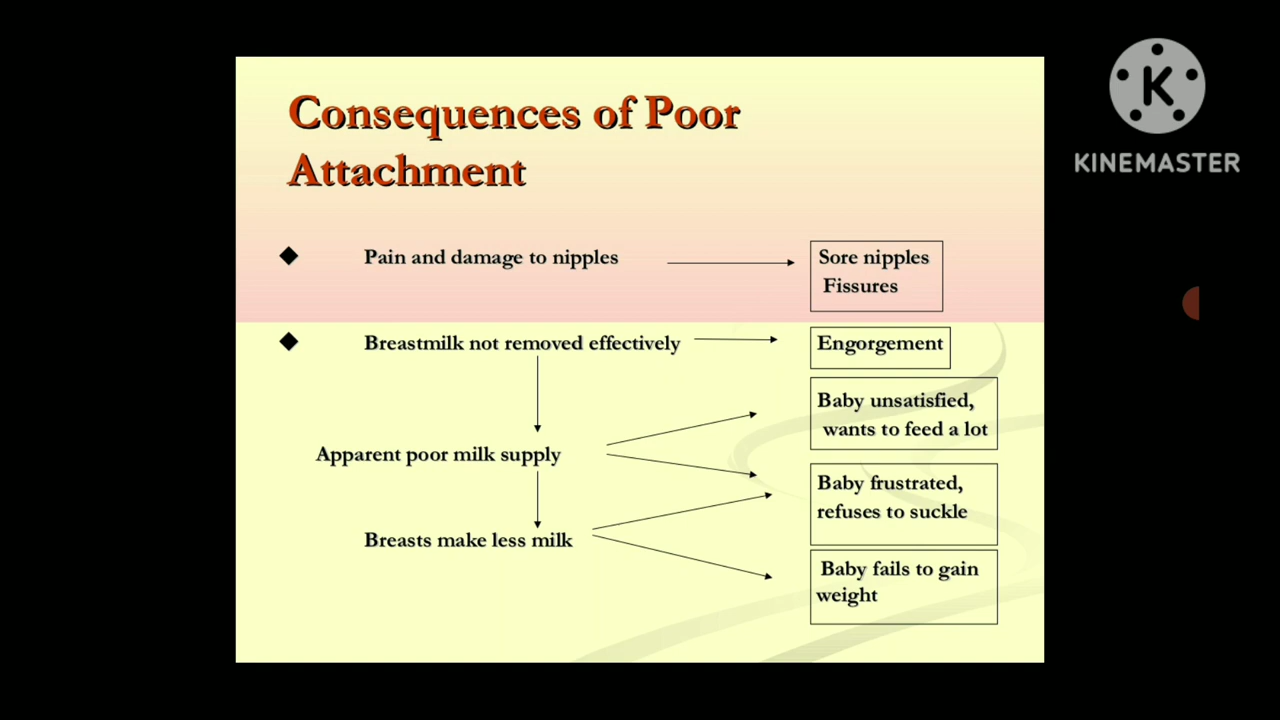 Consequences of Poor
Attachment
Pain and damage to nipples
Sore nipples
Fissures
Breastmilk not removed effectively
Engorgement
Baby unsatisfied,
wants to feed a lot
Apparent poor milk supply
Baby frustrated,
refuses to suckle
Breasts make less milk
Baby fails to gain
weight
K
KINEMASTER